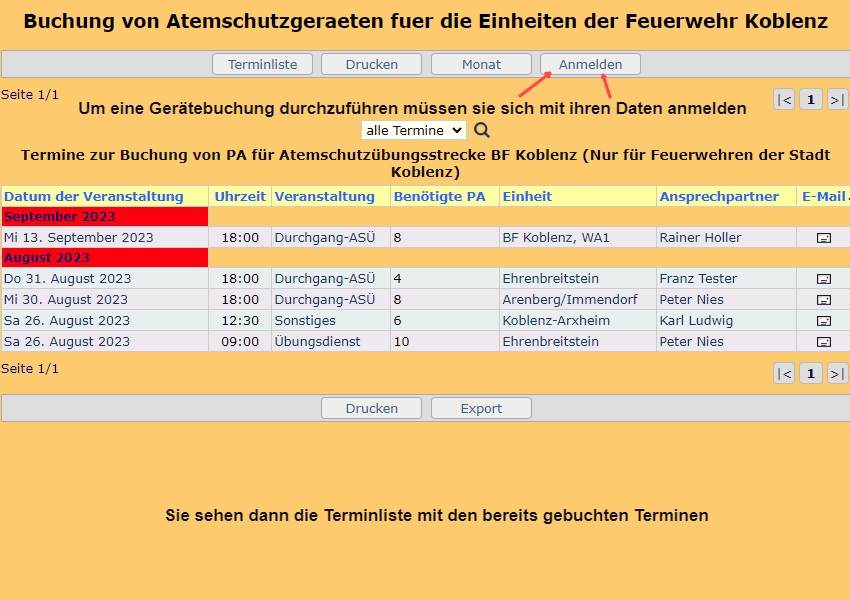 Buchung von Atemschutzgeraeten fuer die Einheiten der Feuerwehr Koblenz
Terminliste Drucken Monat Anmelden
Seite 1/1 |< 1 >|
Um eine Gerätebuchung durchzuführen müssen sie sich mit ihren Daten anmelden
alle Termine
Termine zur Buchung von PA für Atemschutzübungsstrecke BF Koblenz (Nur für Feuerwehren der Stadt
Koblenz)
Datum der Veranstaltung Uhrzeit Veranstaltung Benötigte PA Einheit Ansprechpartner E-Mail
September 2023
Mi 13. September 2023 18:00 Durchgang-ASÜ 8 BF Koblenz, WA1 Rainer Holler
August 2023
Do 31. August 2023 18:00 Durchgang-ASÜ 4 Ehrenbreitstein Franz Tester
Mi 30. August 2023 18:00 Durchgang-ASÜ 8 Arenberg/Immendorf Peter Nies
Sa 26. August 2023 12:30 Sonstiges 6 Koblenz-Arxheim Karl Ludwig
Sa 26. August 2023 09:00 Übungsdienst 10 Ehrenbreitstein Peter Nies
Seite 1/1 |< 1 >|
Drucken Export
Sie sehen dann die Terminliste mit den bereits gebuchten Terminen